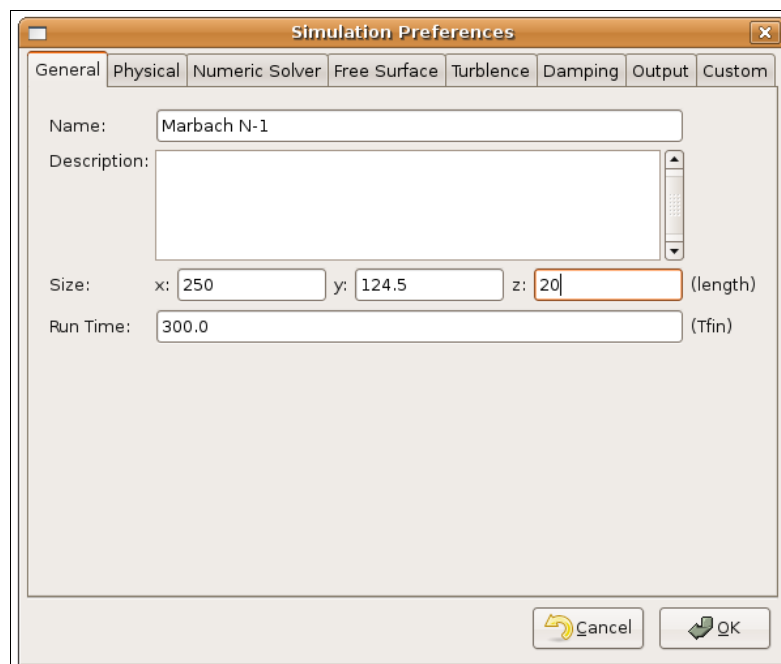 Simulation Preferences
General Physical Numeric Solver Free Surface Turblence Damping Output Custom
Name: Marbach N-1
Description:
Size: x: 250 y: 124.5 z: 20 (length)
Run Time: 300.0 (Tfin)
Cancel OK